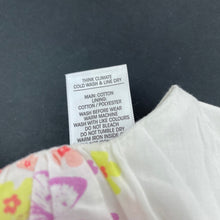 THINK CLIMATE
COLD WASH & LINE DRY
MAIN: COTTON
LINING:
COTTON / POLYESTER
WASH BEFORE WEAR
WARM MACHINE
WASH WITH LIKE COLOURS
DO NOT BLEACH
DO NOT TUMBLE DRY
WARM IRON INSIDE